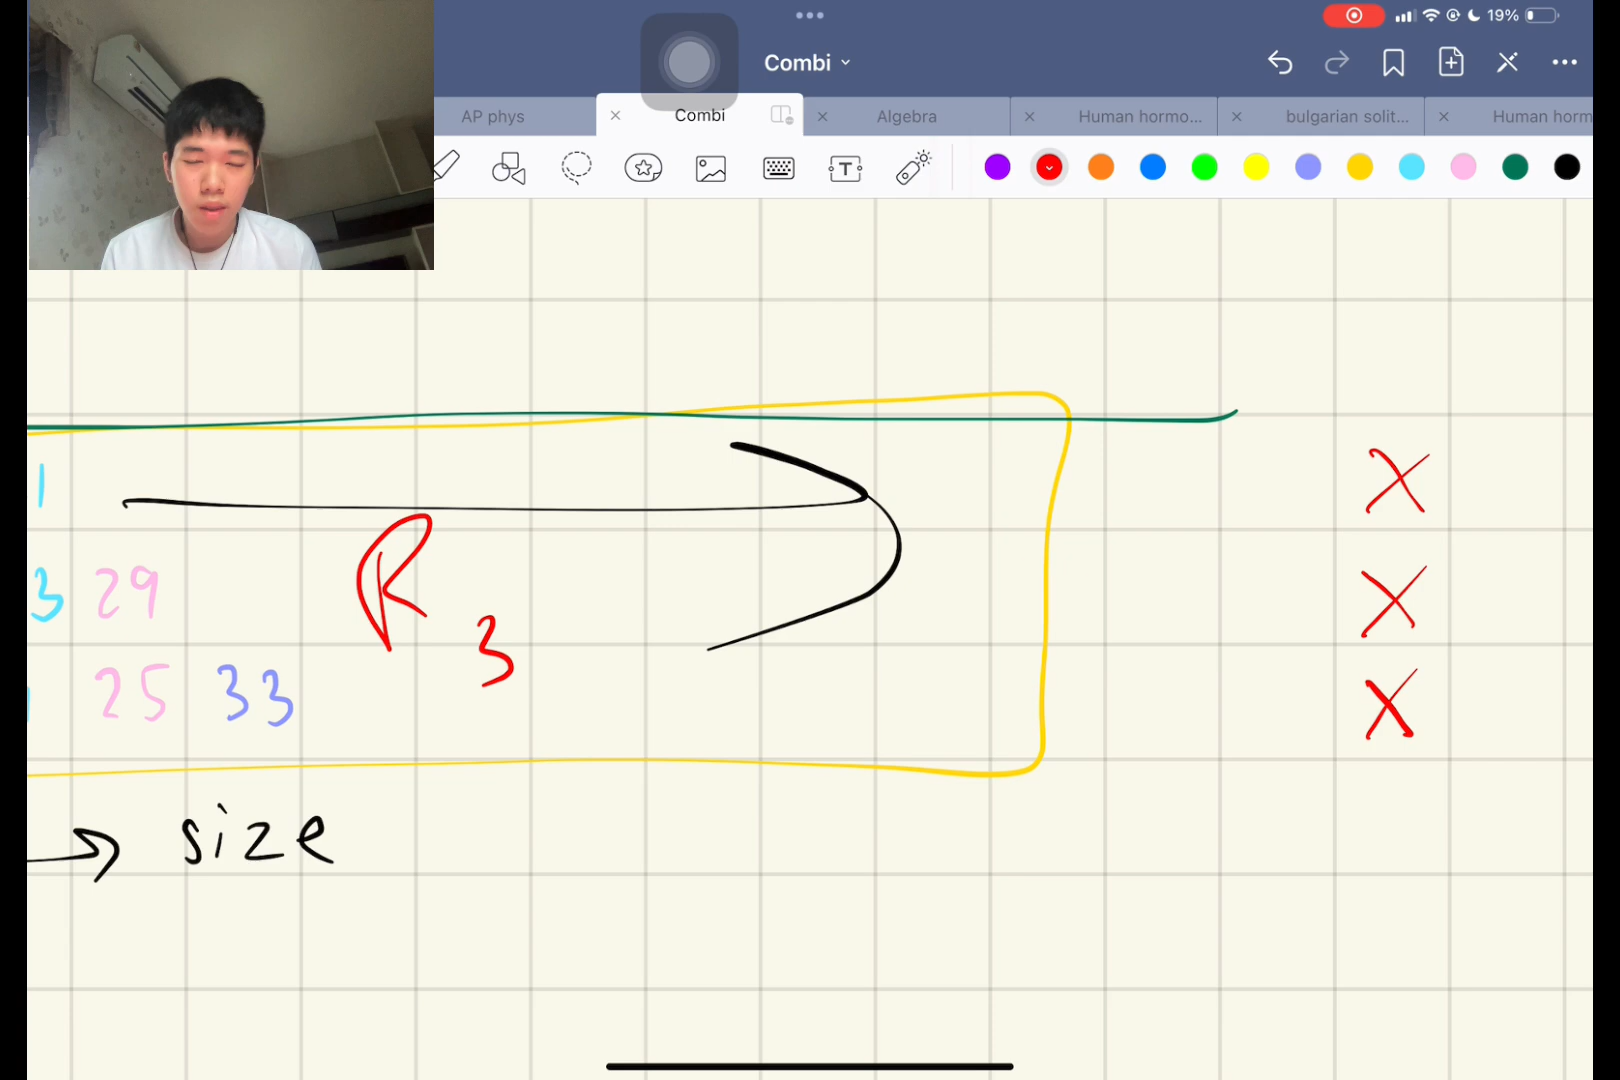 19%
Combi
AP phys
Combi
Algebra
Human hormo...
bulgarian solit...
Human horm
T
1
X
3 29
R
3
X
25 33
X
→ size